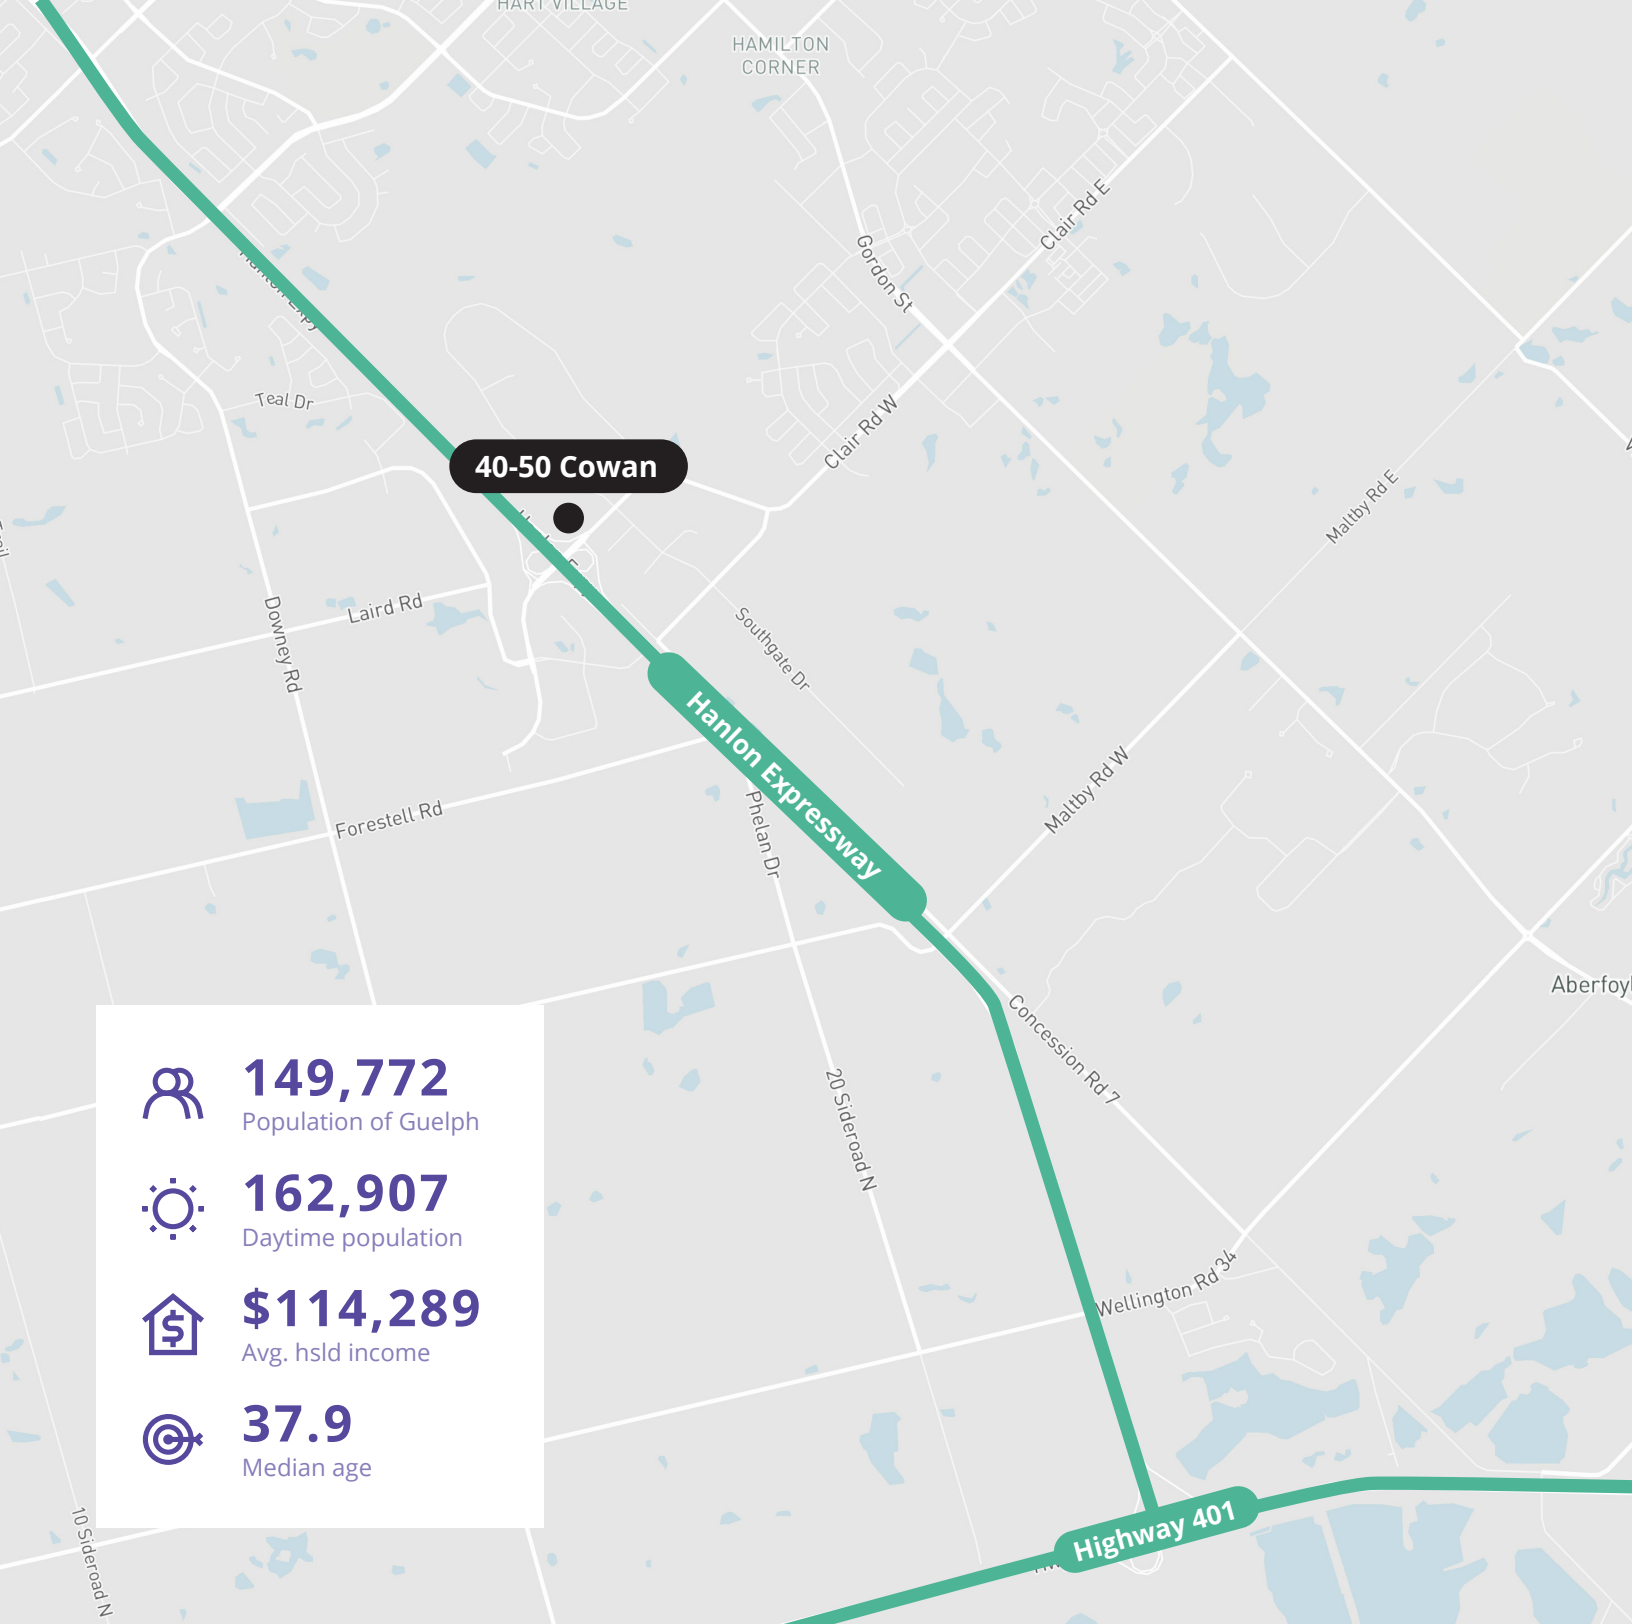 HART VILLAGE
HAMILTON
CORNER
Clair Rd E
Gordon St
Hanlon Expy
Teal Dr
Clair Rd W
40-50 Cowan
Maltby Rd E
Laird Rd
Downey Rd
Southgate Dr
Hanlon Expressway
Maltby Rd W
Forestell Rd
Phelan Dr
Aberfoyl
Concession Rd 7
20 Sideroad N
Wellington Rd 34
149,772
Population of Guelph
162,907
Daytime population
$114,289
Avg. hsld income
37.9
Median age
10 Sideroad N
Highway 401